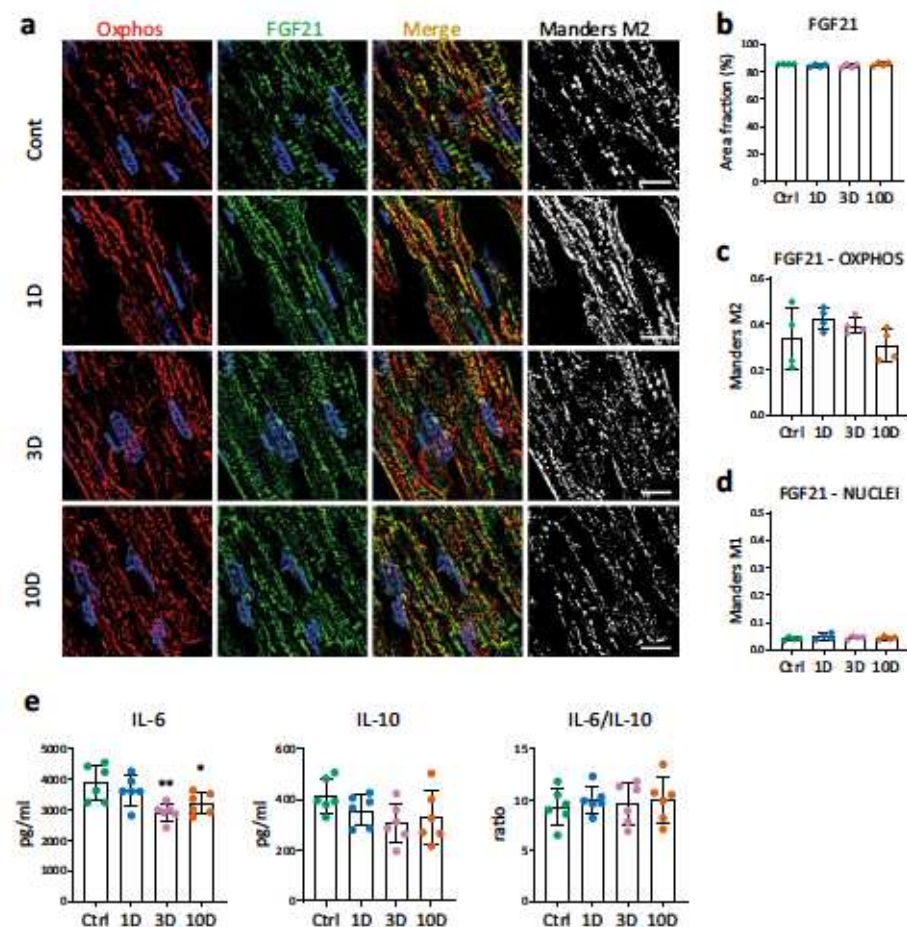 a
Oxphos FGF21 Merge Manders M2
Cont
1D
3D
10D
b
FGF21
Area fraction (%)
100
80
60
40
20
0
Ctrl 1D 3D 10D
c
FGF21 - OXPHOS
Manders M2
0.6
0.4
0.2
0.0
Ctrl 1D 3D 10D
d
FGF21 - NUCLEI
Manders M1
0.5
0.4
0.3
0.2
0.1
0.0
Ctrl 1D 3D 10D
e
IL-6
pg/ml
5000
4000
3000
2000
1000
0
** *
Ctrl 1D 3D 10D
IL-10
pg/ml
600
400
200
0
Ctrl 1D 3D 10D
IL-6/IL-10
ratio
15
10
5
0
Ctrl 1D 3D 10D